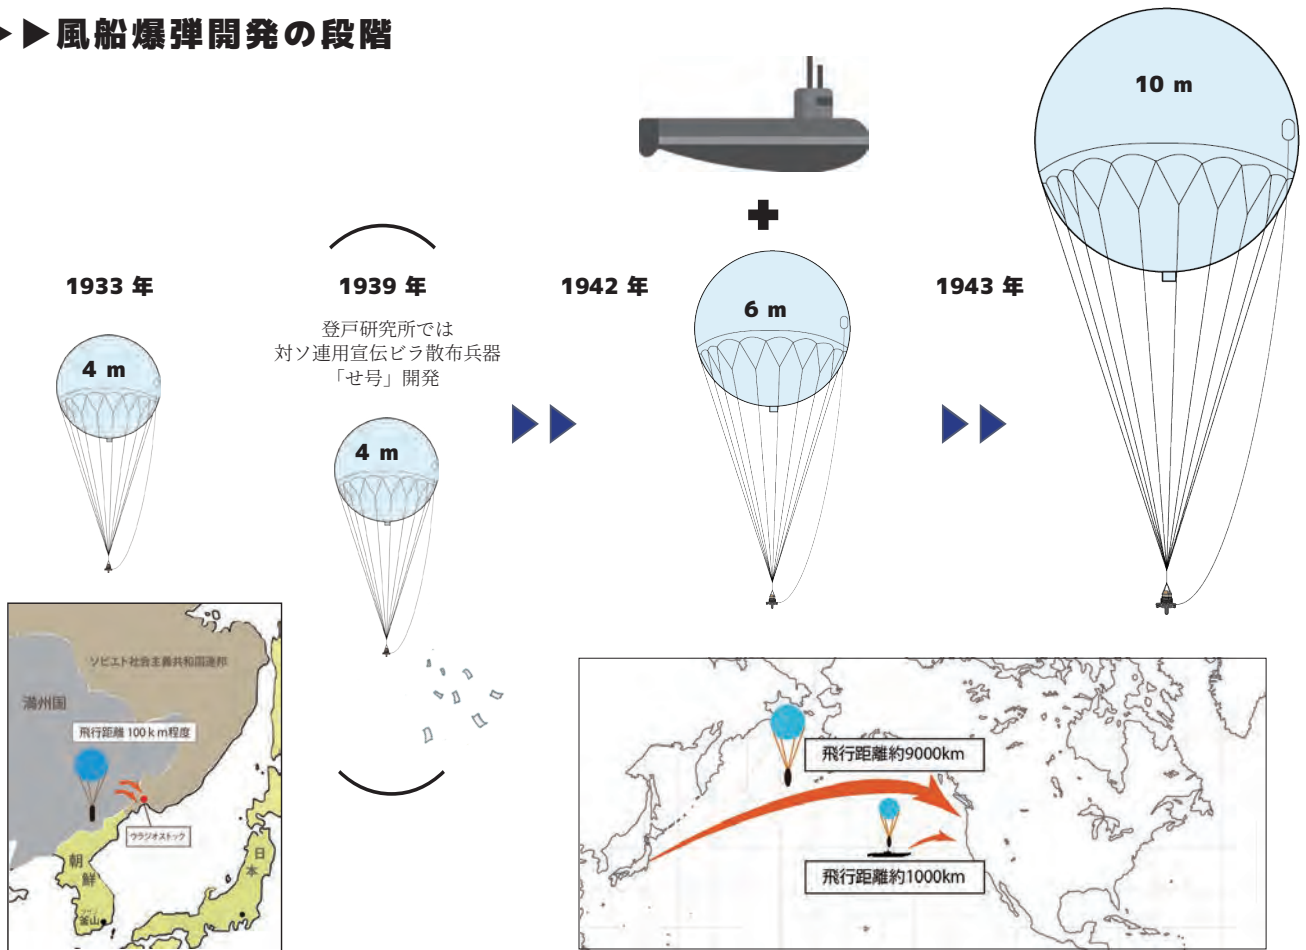 ▶▶風船爆弾開発の段階
10 m
1933 年
1939 年
1942 年
1943 年
登戸研究所では
対ソ連用宣伝ビラ散布兵器
「せ号」開発
4 m
4 m
6 m
ソビエト社会主義共和国連邦
満州国
飛行距離 100ｋm程度
ウラジオストック
朝鮮
釜山
日本
飛行距離約9000km
飛行距離約1000km